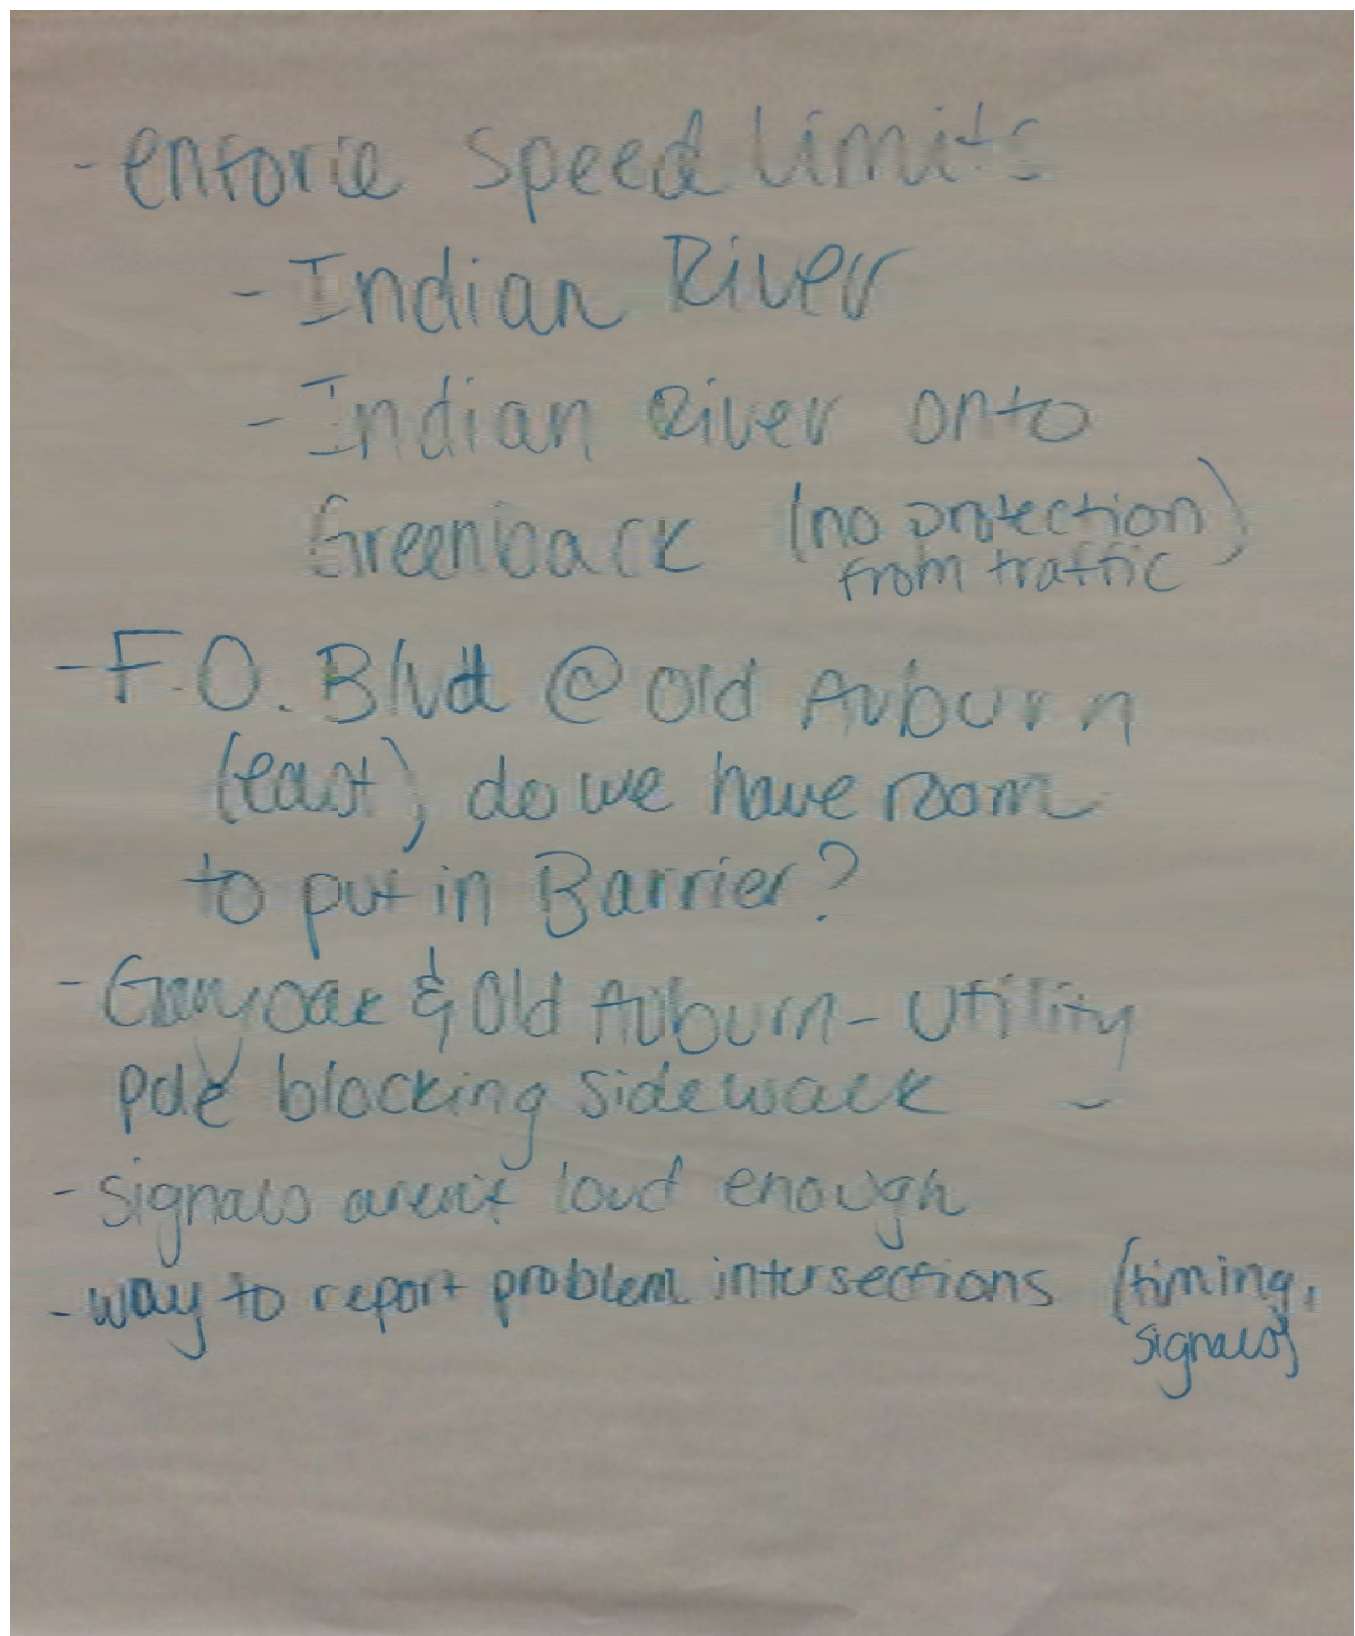 - enforce speed limits
- Indian River
- Indian River onto
Greenback (no protection
from traffic)
- F.O. Blvd @ Old Auburn
(east), do we have room
to put in Barrier?
- Garyoak & Old Auburn - Utility
pole blocking sidewalk
- signals aren't loud enough
- way to report problem intersections (timing,
signals)